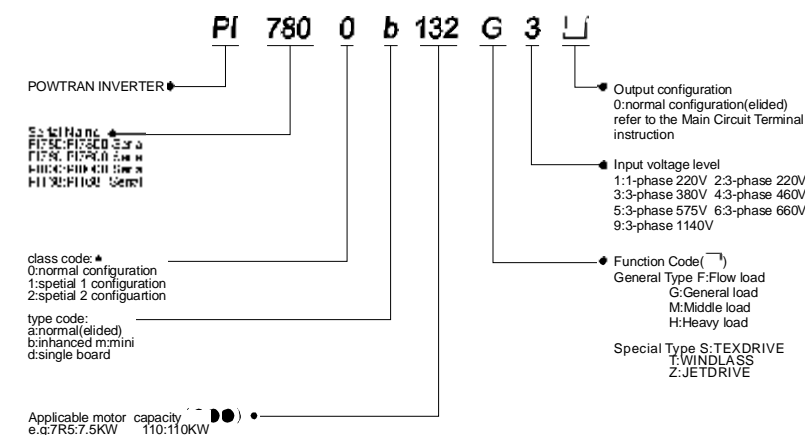 PI 780 0 b 132 G 3
POWTRAN INVERTER
Serial Name
class code:
0:normal configuration
1:spetial 1 configuration
2:spetial 2 configuartion
type code:
a:normal(elided)
b:inhanced m:mini
d:single board
Applicable motor capacity
e.g:7R5:7.5KW 110:110KW
Output configuration
0:normal configuration(elided)
refer to the Main Circuit Terminal
instruction
Input voltage level
1:1-phase 220V 2:3-phase 220V
3:3-phase 380V 4:3-phase 460V
5:3-phase 575V 6:3-phase 660V
9:3-phase 1140V
Function Code( )
General Type F:Flow load
G:General load
M:Middle load
H:Heavy load
Special Type S:TEXDRIVE
T:WINDLASS
Z:JETDRIVE